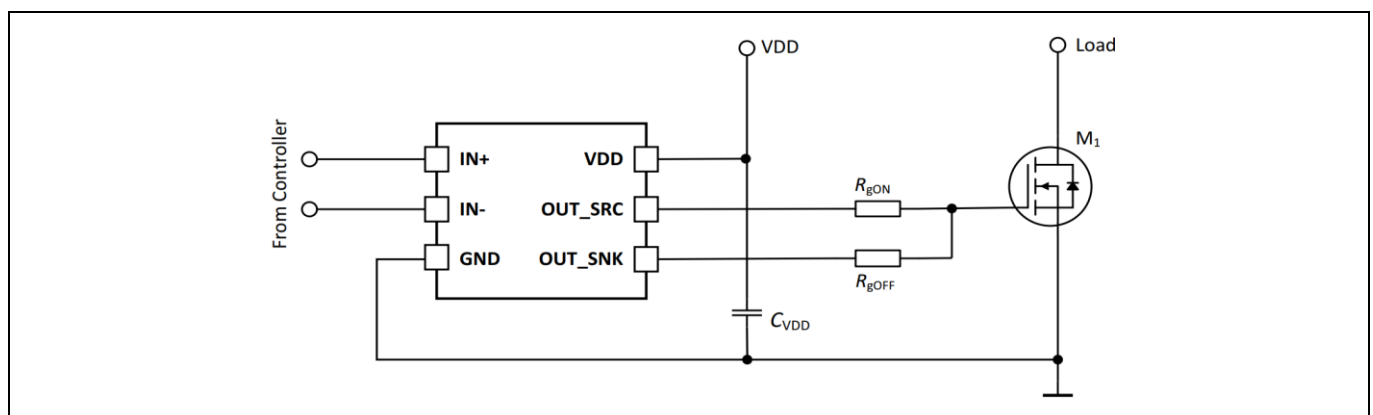 VDD
Load
From Controller
M1
IN+
VDD
RgON
IN-
OUT_SRC
GND
OUT_SNK
RgOFF
CVDD